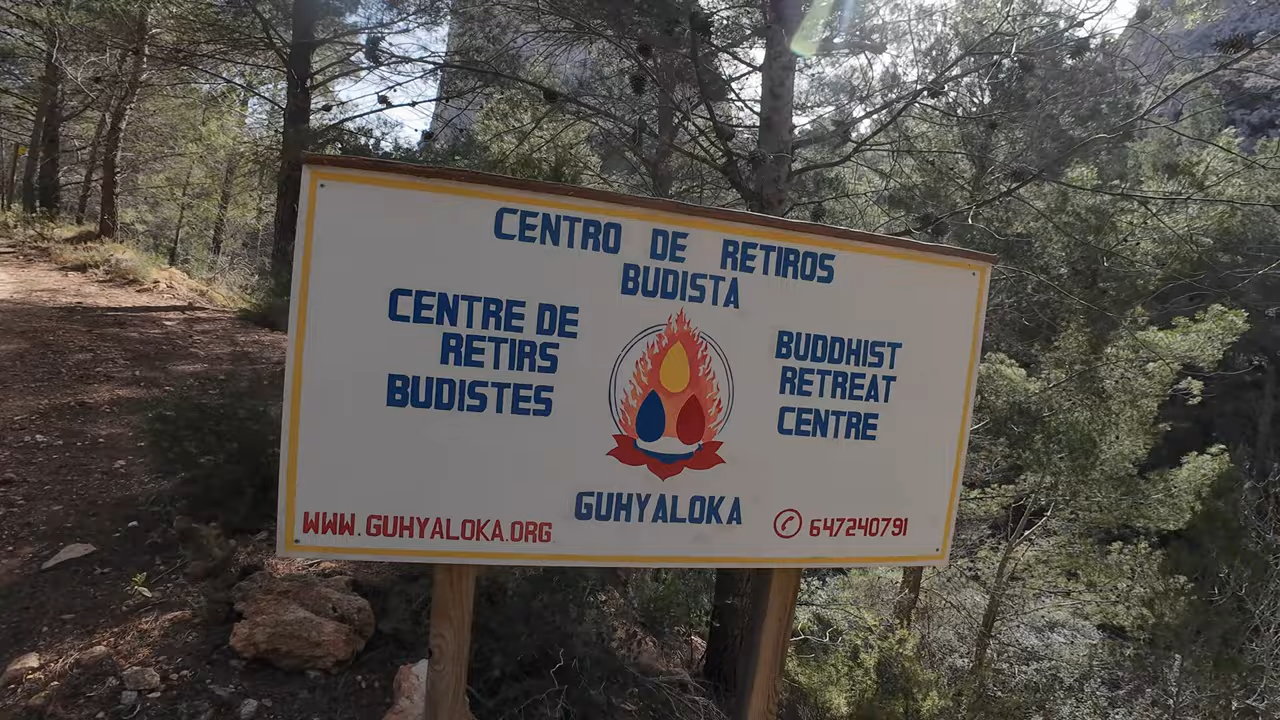 CENTRO DE RETIROS
BUDISTA
CENTRE DE
RETIRS
BUDISTES
BUDDHIST
RETREAT
CENTRE
GUHYALOKA
WWW.GUHYALOKA.ORG
647240791